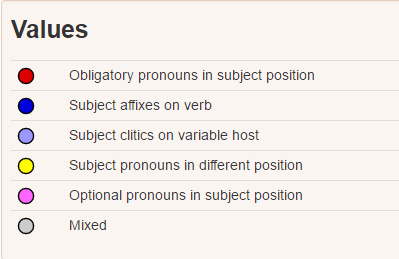 Values
Obligatory pronouns in subject position
Subject affixes on verb
Subject clitics on variable host
Subject pronouns in different position
Optional pronouns in subject position
Mixed